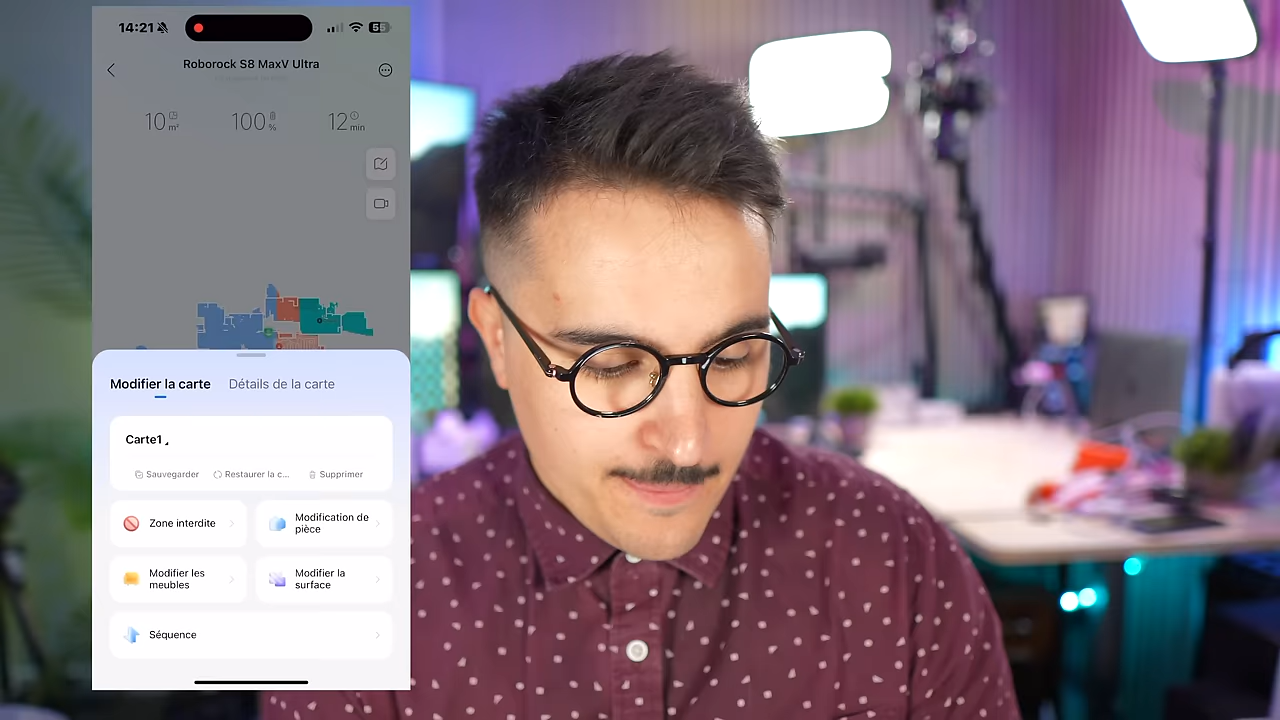 14:21
55
Roborock S8 MaxV Ultra
10 m²
100 %
12 min
Modifier la carte
Détails de la carte
Carte1
Sauvegarder
Restaurer la c...
Supprimer
Zone interdite
Modification de
pièce
Modifier les
meubles
Modifier la
surface
Séquence